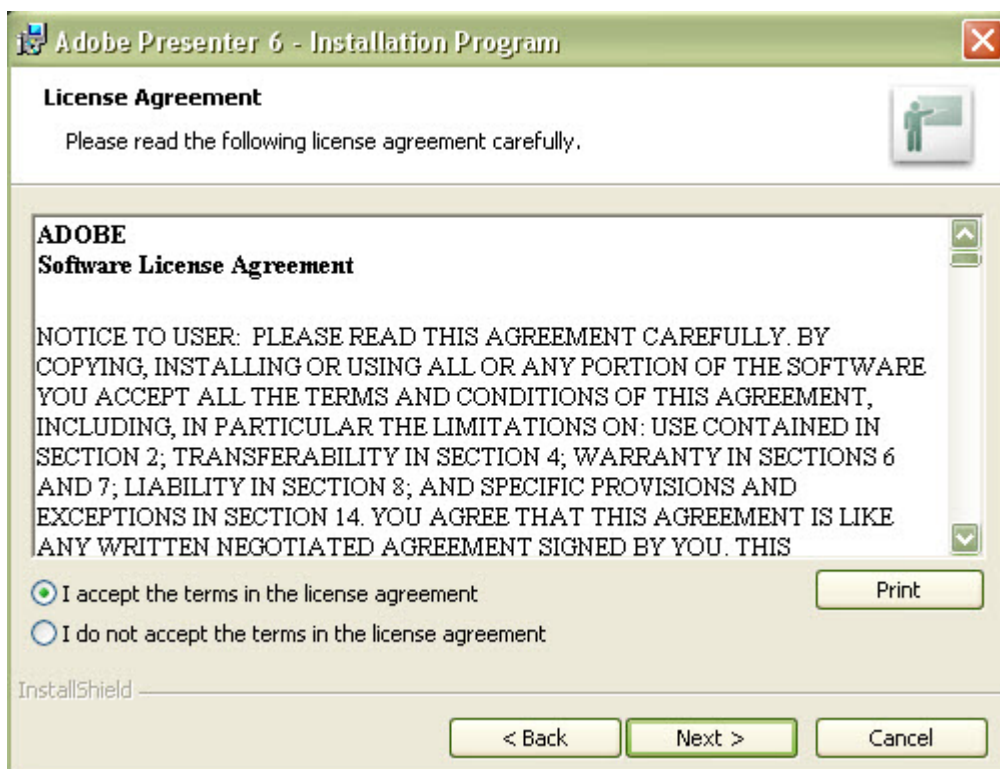 Adobe Presenter 6 - Installation Program
License Agreement
Please read the following license agreement carefully.
ADOBE
Software License Agreement
NOTICE TO USER:  PLEASE READ THIS AGREEMENT CAREFULLY. BY
COPYING, INSTALLING OR USING ALL OR ANY PORTION OF THE SOFTWARE
YOU ACCEPT ALL THE TERMS AND CONDITIONS OF THIS AGREEMENT,
INCLUDING, IN PARTICULAR THE LIMITATIONS ON: USE CONTAINED IN
SECTION 2; TRANSFERABILITY IN SECTION 4; WARRANTY IN SECTIONS 6
AND 7; LIABILITY IN SECTION 8; AND SPECIFIC PROVISIONS AND
EXCEPTIONS IN SECTION 14. YOU AGREE THAT THIS AGREEMENT IS LIKE
ANY WRITTEN NEGOTIATED AGREEMENT SIGNED BY YOU. THIS
I accept the terms in the license agreement
Print
I do not accept the terms in the license agreement
InstallShield
< Back
Next >
Cancel